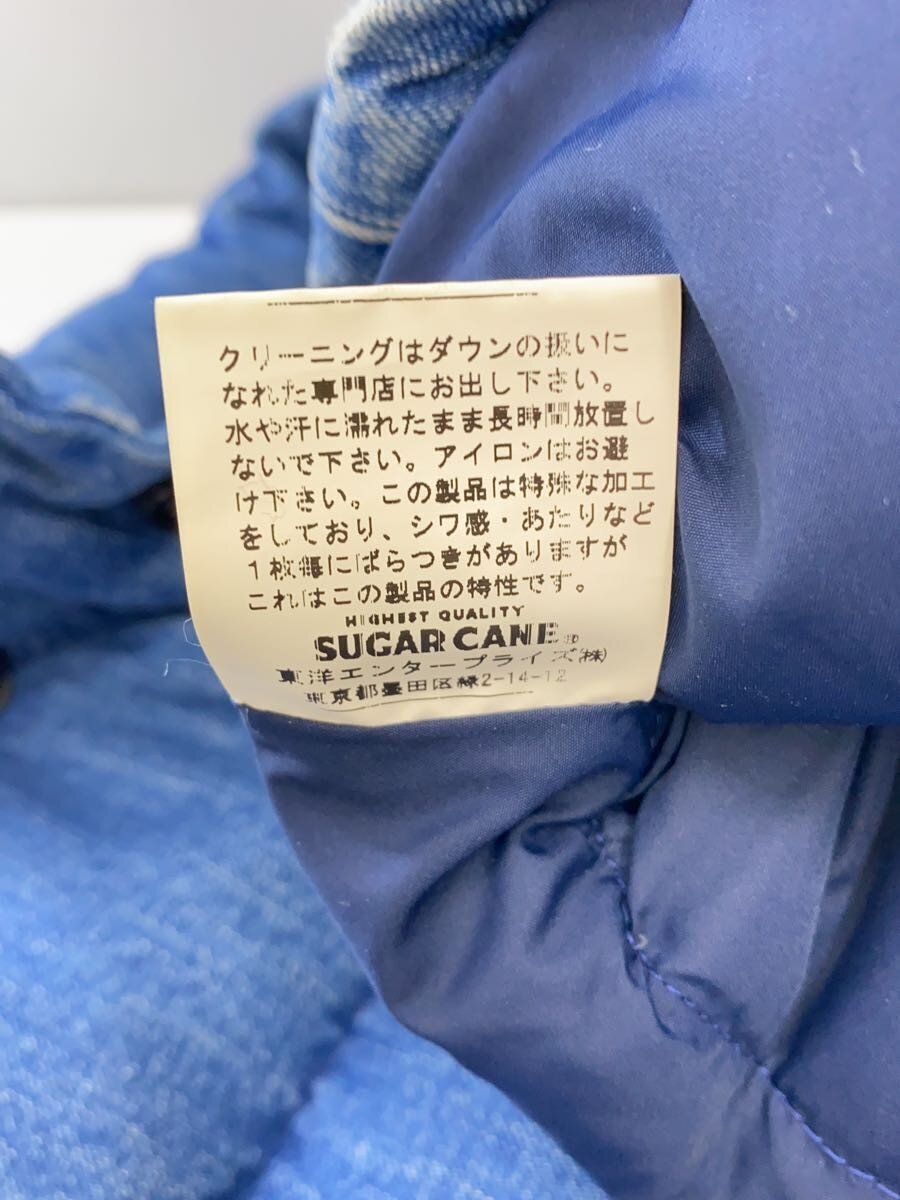 クリーニングはダウンの扱いに
なれた専門店にお出し下さい。
水や汗に濡れたまま長時間放置し
ないで下さい。アイロンはお避
け下さい。この製品は特殊な加工
をしており、シワ感・あたりなど
1枚毎にばらつきがありますが
これはこの製品の特性です。
HIGHEST QUALITY
SUGAR CANE®
東洋エンタープライズ(株)
東京都墨田区緑2-14-12